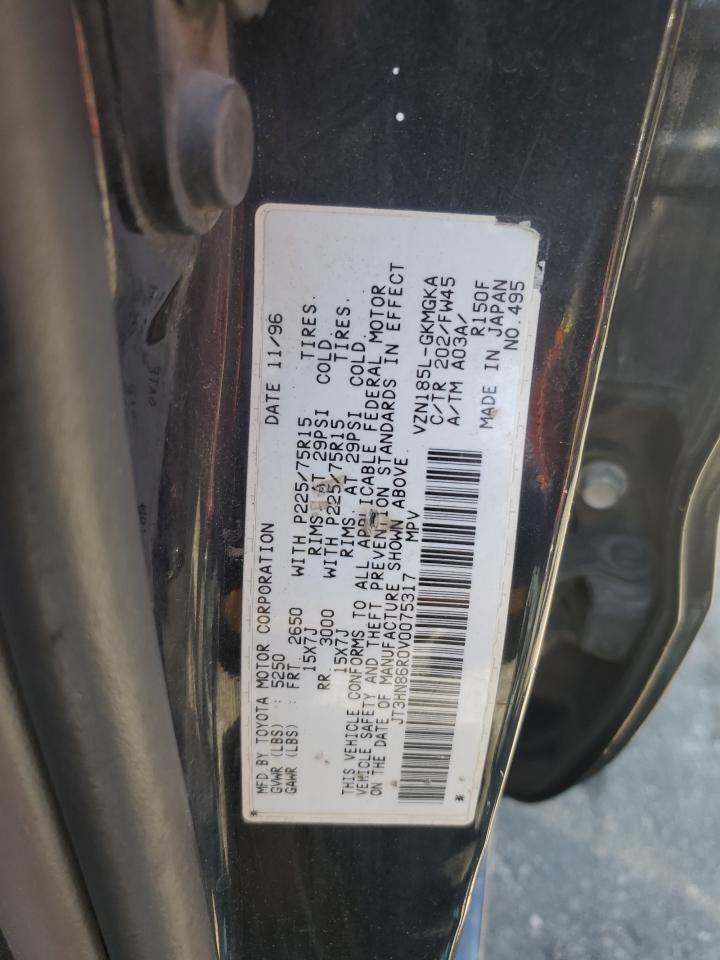 MFD.BY TOYOTA MOTOR CORPORATION DATE 11/96
GVWR (LBS) : 5250
GAWR (LBS) : FRT. 2650 WITH P225/75R15 TIRES.
15X7J RIMS AT 29PSI COLD.
RR. 3000 WITH P225/75R15 TIRES.
15X7J RIMS. AT 29PSI COLD.
THIS VEHICLE CONFORMS TO ALL APPLICABLE FEDERAL MOTOR
VEHICLE SAFETY AND THEFT PREVENTION STANDARDS IN EFFECT
ON THE DATE OF MANUFACTURE SHOWN ABOVE.
JT3HN86R0V0075317 MPV VZN185L-GKMGKA
C/TR 202/FW45
A/TM A03A/
R150F
MADE IN JAPAN
NO.495